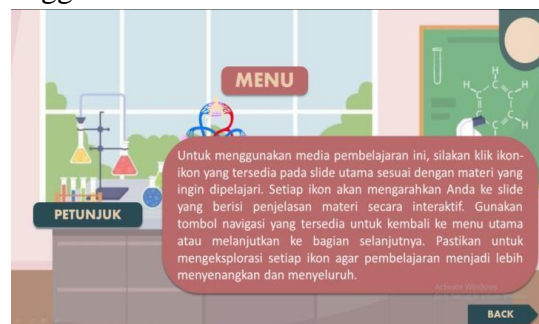 MENU
Untuk menggunakan media pembelajaran ini, silakan klik ikon-
ikon yang tersedia pada slide utama sesuai dengan materi yang
ingin dipelajari. Setiap ikon akan mengarahkan Anda ke slide
yang berisi penjelasan materi secara interaktif. Gunakan
tombol navigasi yang tersedia untuk kembali ke menu utama
atau melanjutkan ke bagian selanjutnya. Pastikan untuk
mengeksplorasi setiap ikon agar pembelajaran menjadi lebih
menyenangkan dan menyeluruh.
PETUNJUK
Activate Windows
BACK